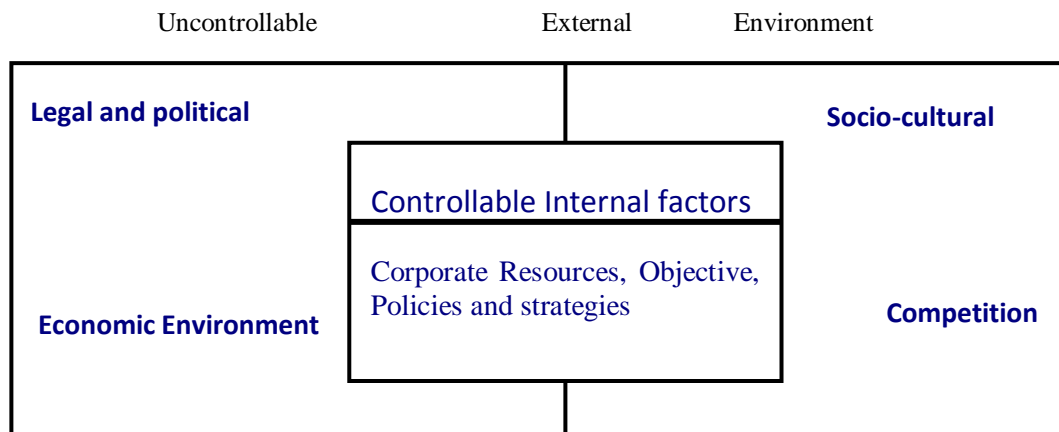 Uncontrollable External Environment
Legal and political
Socio-cultural
Controllable Internal factors
Corporate Resources, Objective,
Policies and strategies
Economic Environment
Competition